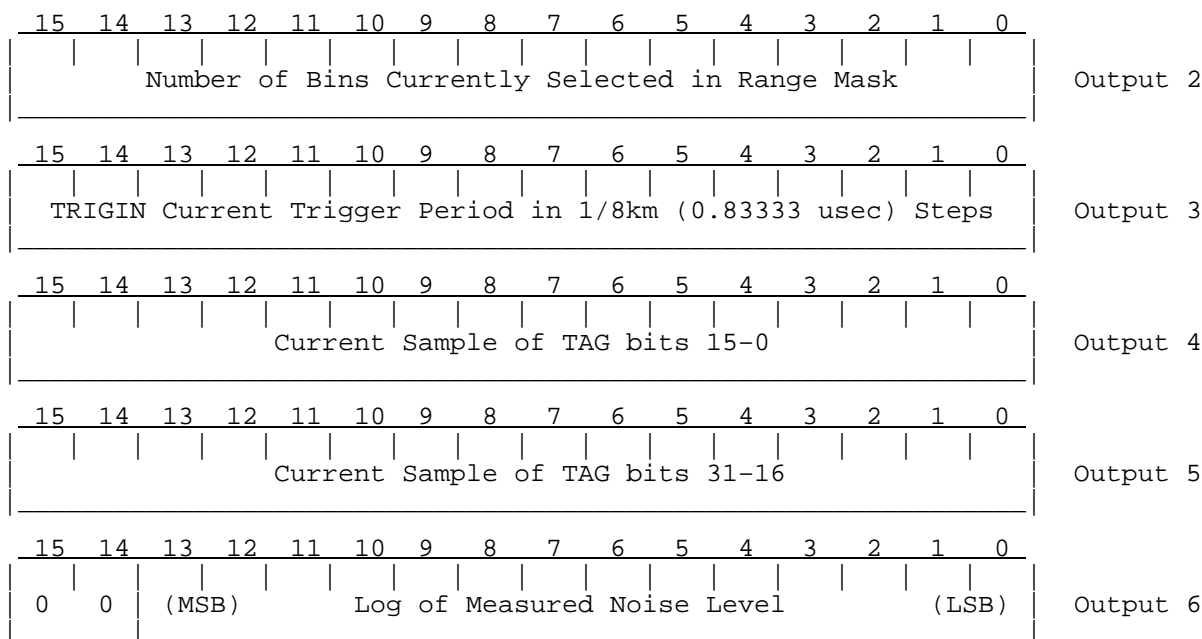 15 14 13 12 11 10 9 8 7 6 5 4 3 2 1 0
Number of Bins Currently Selected in Range Mask Output 2
15 14 13 12 11 10 9 8 7 6 5 4 3 2 1 0
TRIGIN Current Trigger Period in 1/8km (0.83333 usec) Steps Output 3
15 14 13 12 11 10 9 8 7 6 5 4 3 2 1 0
Current Sample of TAG bits 15-0 Output 4
15 14 13 12 11 10 9 8 7 6 5 4 3 2 1 0
Current Sample of TAG bits 31-16 Output 5
15 14 13 12 11 10 9 8 7 6 5 4 3 2 1 0
0 0 (MSB) Log of Measured Noise Level (LSB) Output 6